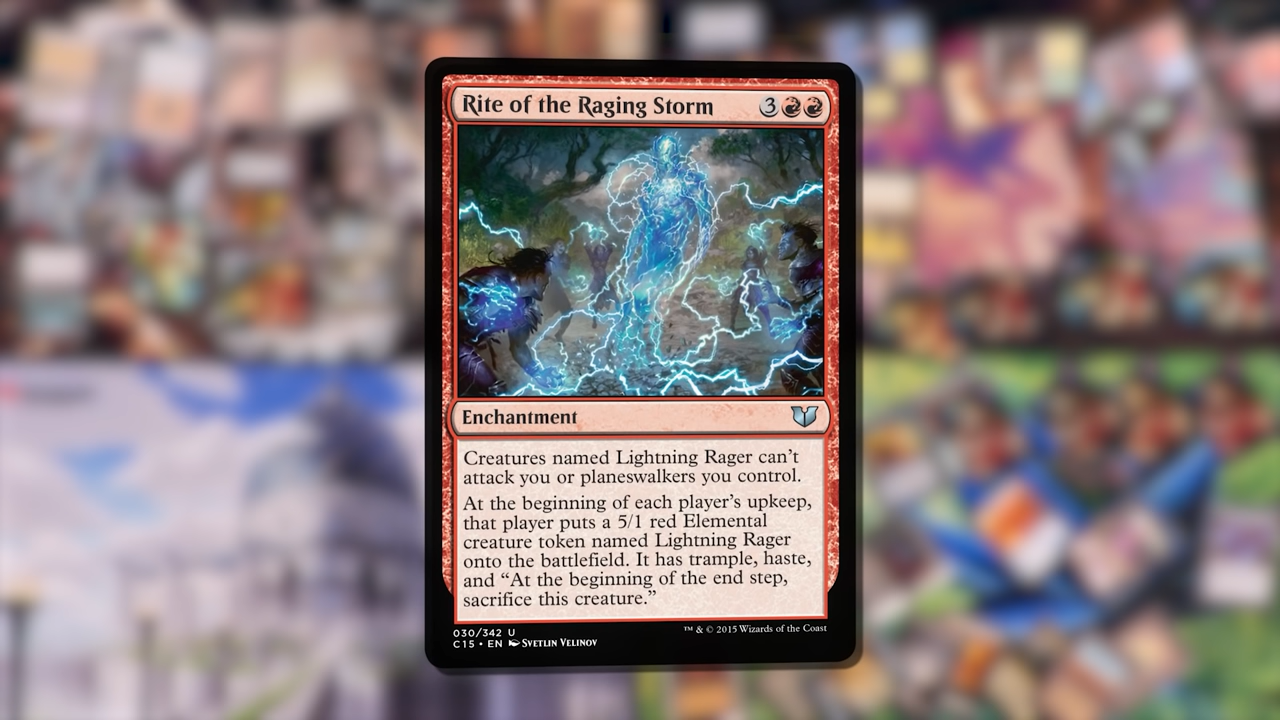 Rite of the Raging Storm 3
Enchantment
Creatures named Lightning Rager can't
attack you or planeswalkers you control.
At the beginning of each player's upkeep,
that player puts a 5/1 red Elemental
creature token named Lightning Rager
onto the battlefield. It has trample, haste,
and “At the beginning of the end step,
sacrifice this creature.”
030/342 U
™ & © 2015 Wizards of the Coast
C15 • EN Svetlin Velinov